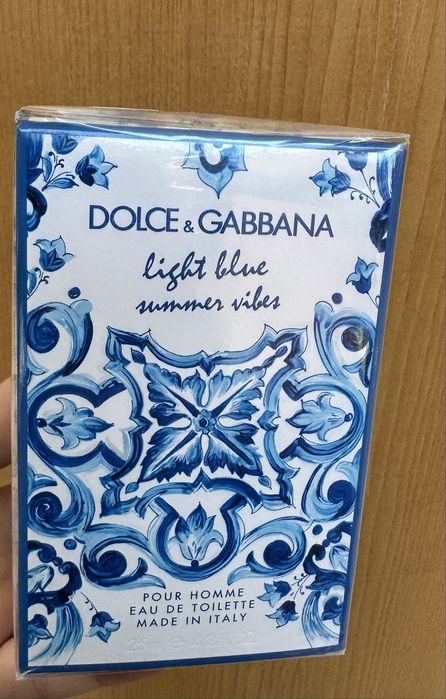 DOLCE & GABBANA
light blue
summer vibes
POUR HOMME
EAU DE TOILETTE
MADE IN ITALY